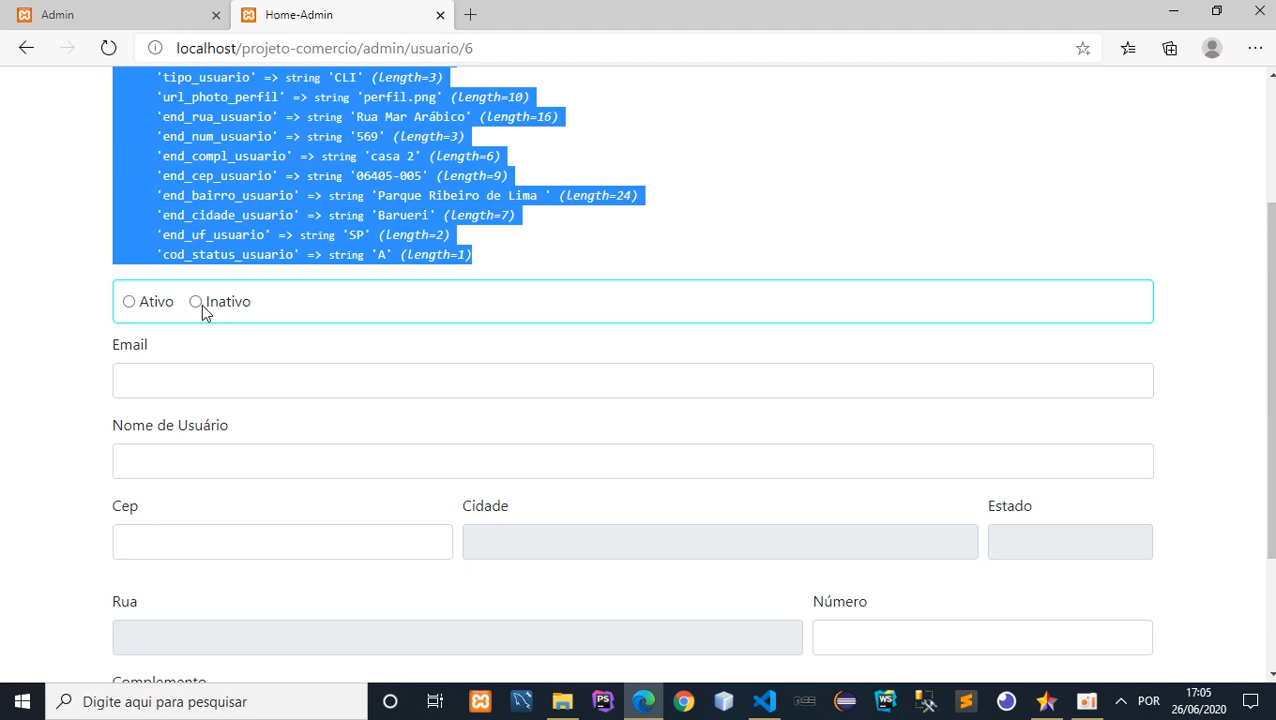 Admin
Home-Admin
localhost/projeto-comercio/admin/usuario/6
'tipo_usuario' => string 'CLI' (length=3)
'url_photo_perfil' => string 'perfil.png' (length=10)
'end_rua_usuario' => string 'Rua Mar Arábico' (length=16)
'end_num_usuario' => string '569' (length=3)
'end_compl_usuario' => string 'casa 2' (length=6)
'end_cep_usuario' => string '06405-005' (length=9)
'end_bairro_usuario' => string 'Parque Ribeiro de Lima ' (length=24)
'end_cidade_usuario' => string 'Barueri' (length=7)
'end_uf_usuario' => string 'SP' (length=2)
'cod_status_usuario' => string 'A' (length=1)
Ativo Inativo
Email
Nome de Usuário
Cep Cidade Estado
Rua Número
Complemento
Digite aqui para pesquisar
PS
WS
POR
17:05
26/06/2020